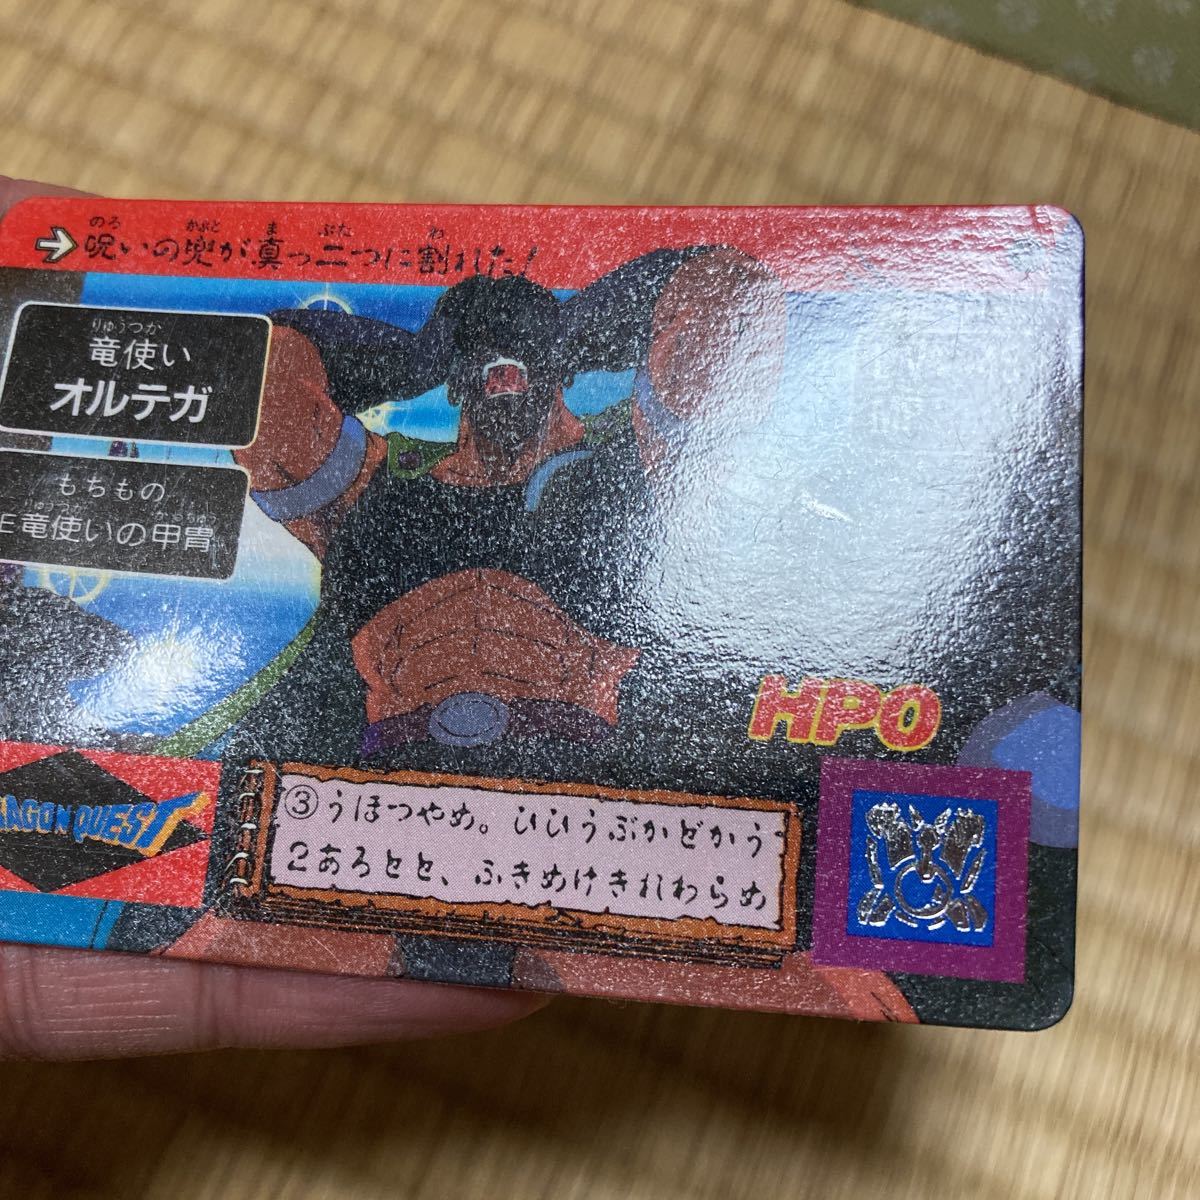 呪いの兜が真っ二つに割れた!
竜使い
オルテガ
もちもの
E竜使いの甲冑
HP0
DRAGON QUEST
③うほつやめ。ひひうぶかどかう
2あろとと、ふきめけきれわらめ